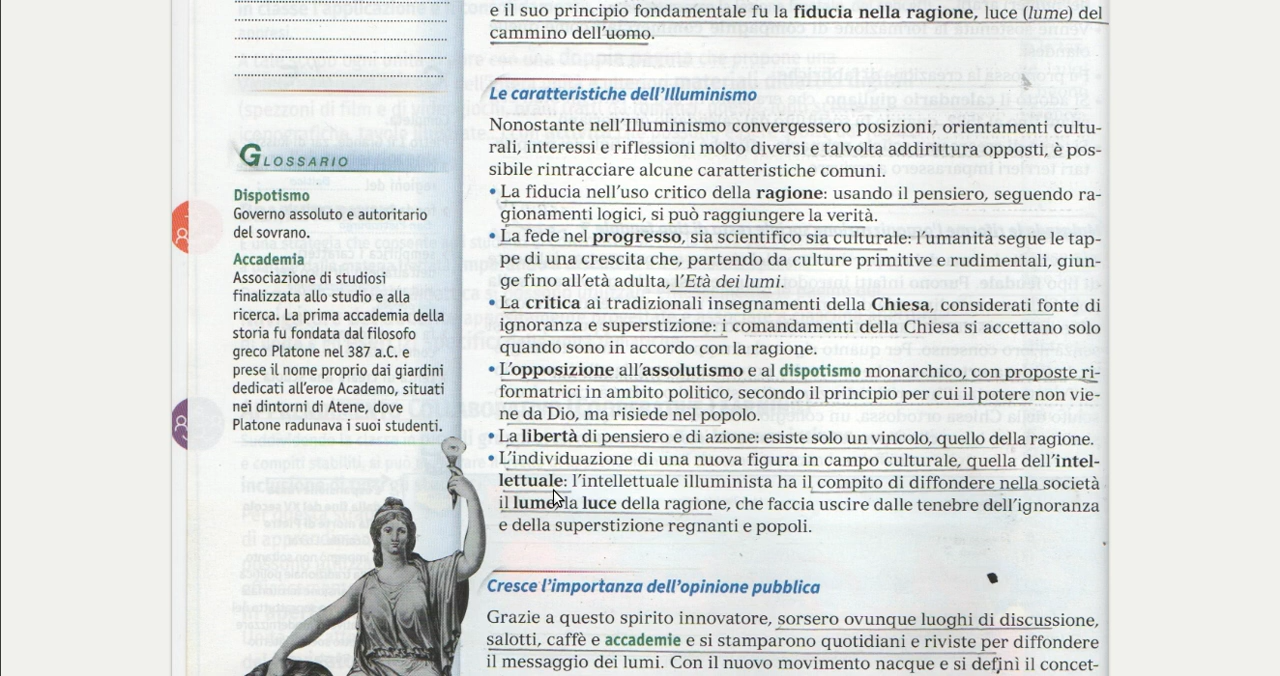 e il suo principio fondamentale fu la fiducia nella ragione, luce (lume) del
cammino dell'uomo.
Le caratteristiche dell'Illuminismo
Nonostante nell'Illuminismo convergessero posizioni, orientamenti cultu-
rali, interessi e riflessioni molto diversi e talvolta addirittura opposti, è pos-
sibile rintracciare alcune caratteristiche comuni.
• La fiducia nell'uso critico della ragione: usando il pensiero, seguendo ra-
gionamenti logici, si può raggiungere la verità.
• La fede nel progresso, sia scientifico sia culturale: l'umanità segue le tap-
pe di una crescita che, partendo da culture primitive e rudimentali, giun-
ge fino all'età adulta, l'Età dei lumi.
• La critica ai tradizionali insegnamenti della Chiesa, considerati fonte di
ignoranza e superstizione: i comandamenti della Chiesa si accettano solo
quando sono in accordo con la ragione.
• L'opposizione all'assolutismo e al dispotismo monarchico, con proposte ri-
formatrici in ambito politico, secondo il principio per cui il potere non vie-
ne da Dio, ma risiede nel popolo.
• La libertà di pensiero e di azione: esiste solo un vincolo, quello della ragione.
• L'individuazione di una nuova figura in campo culturale, quella dell'intel-
lettuale: l'intellettuale illuminista ha il compito di diffondere nella società
il lume, la luce della ragione, che faccia uscire dalle tenebre dell'ignoranza
e della superstizione regnanti e popoli.
Cresce l'importanza dell'opinione pubblica
Grazie a questo spirito innovatore, sorsero ovunque luoghi di discussione,
salotti, caffè e accademie e si stamparono quotidiani e riviste per diffondere
il messaggio dei lumi. Con il nuovo movimento nacque e si definì il concet-
GLOSSARIO
Dispotismo
Governo assoluto e autoritario
del sovrano.
Accademia
Associazione di studiosi
finalizzata allo studio e alla
ricerca. La prima accademia della
storia fu fondata dal filosofo
greco Platone nel 387 a.C. e
prese il nome proprio dai giardini
dedicati all'eroe Academo, situati
nei dintorni di Atene, dove
Platone radunava i suoi studenti.